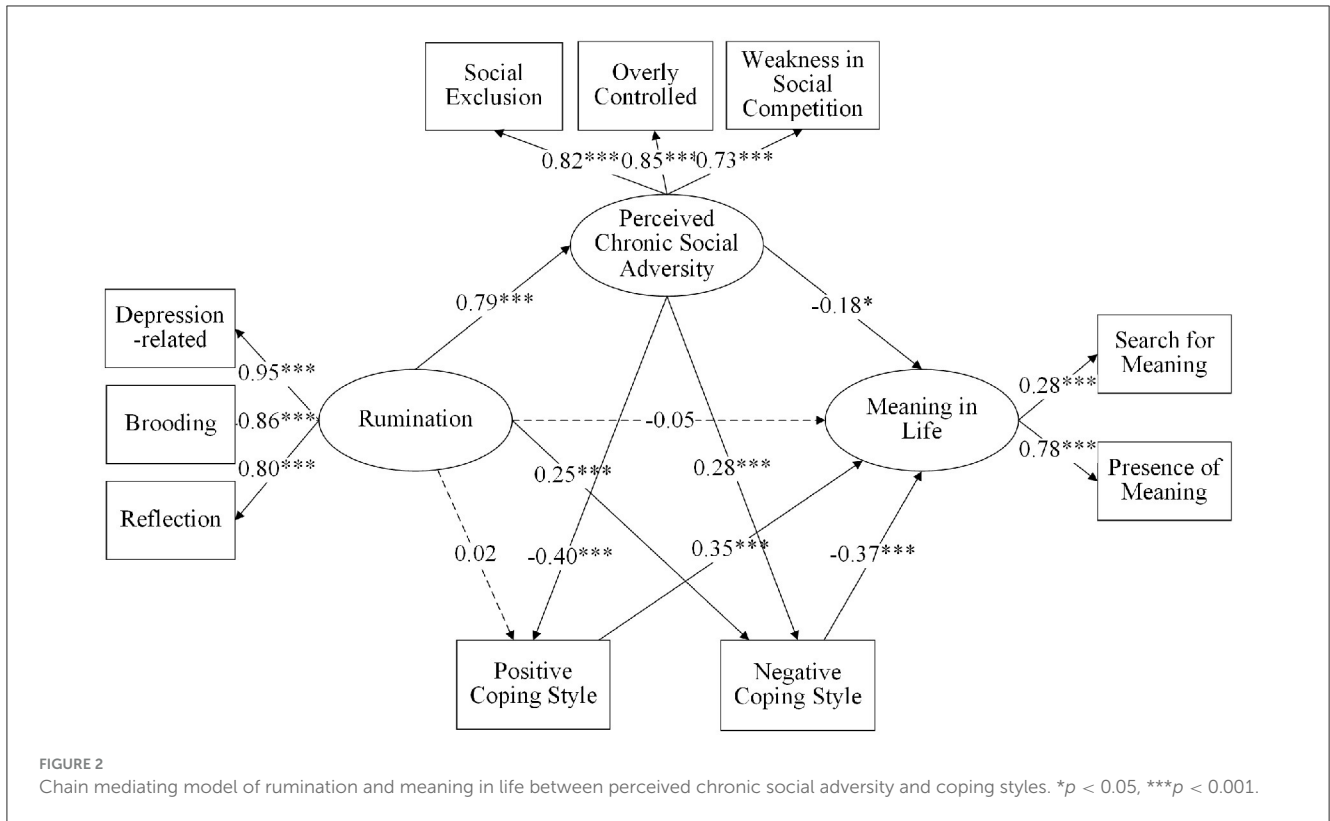 Social
Exclusion
Overly
Controlled
Weakness in
Social
Competition
0.82***
0.85***
0.73***
Perceived
Chronic Social
Adversity
0.79***
-0.18*
Depression
-related
Brooding
Reflection
0.95***
0.86***
0.80***
Rumination
-0.05
Meaning in
Life
0.28***
0.78***
Search for
Meaning
Presence of
Meaning
0.25***
0.28***
0.02
-0.40***
0.35***
-0.37***
Positive
Coping Style
Negative
Coping Style
FIGURE 2
Chain mediating model of rumination and meaning in life between perceived chronic social adversity and coping styles. *p < 0.05, ***p < 0.001.